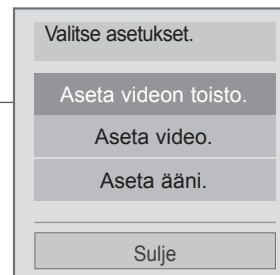 Valitse asetukset.
Aseta videon toisto.
Aseta video.
Aseta ääni.
Sulje